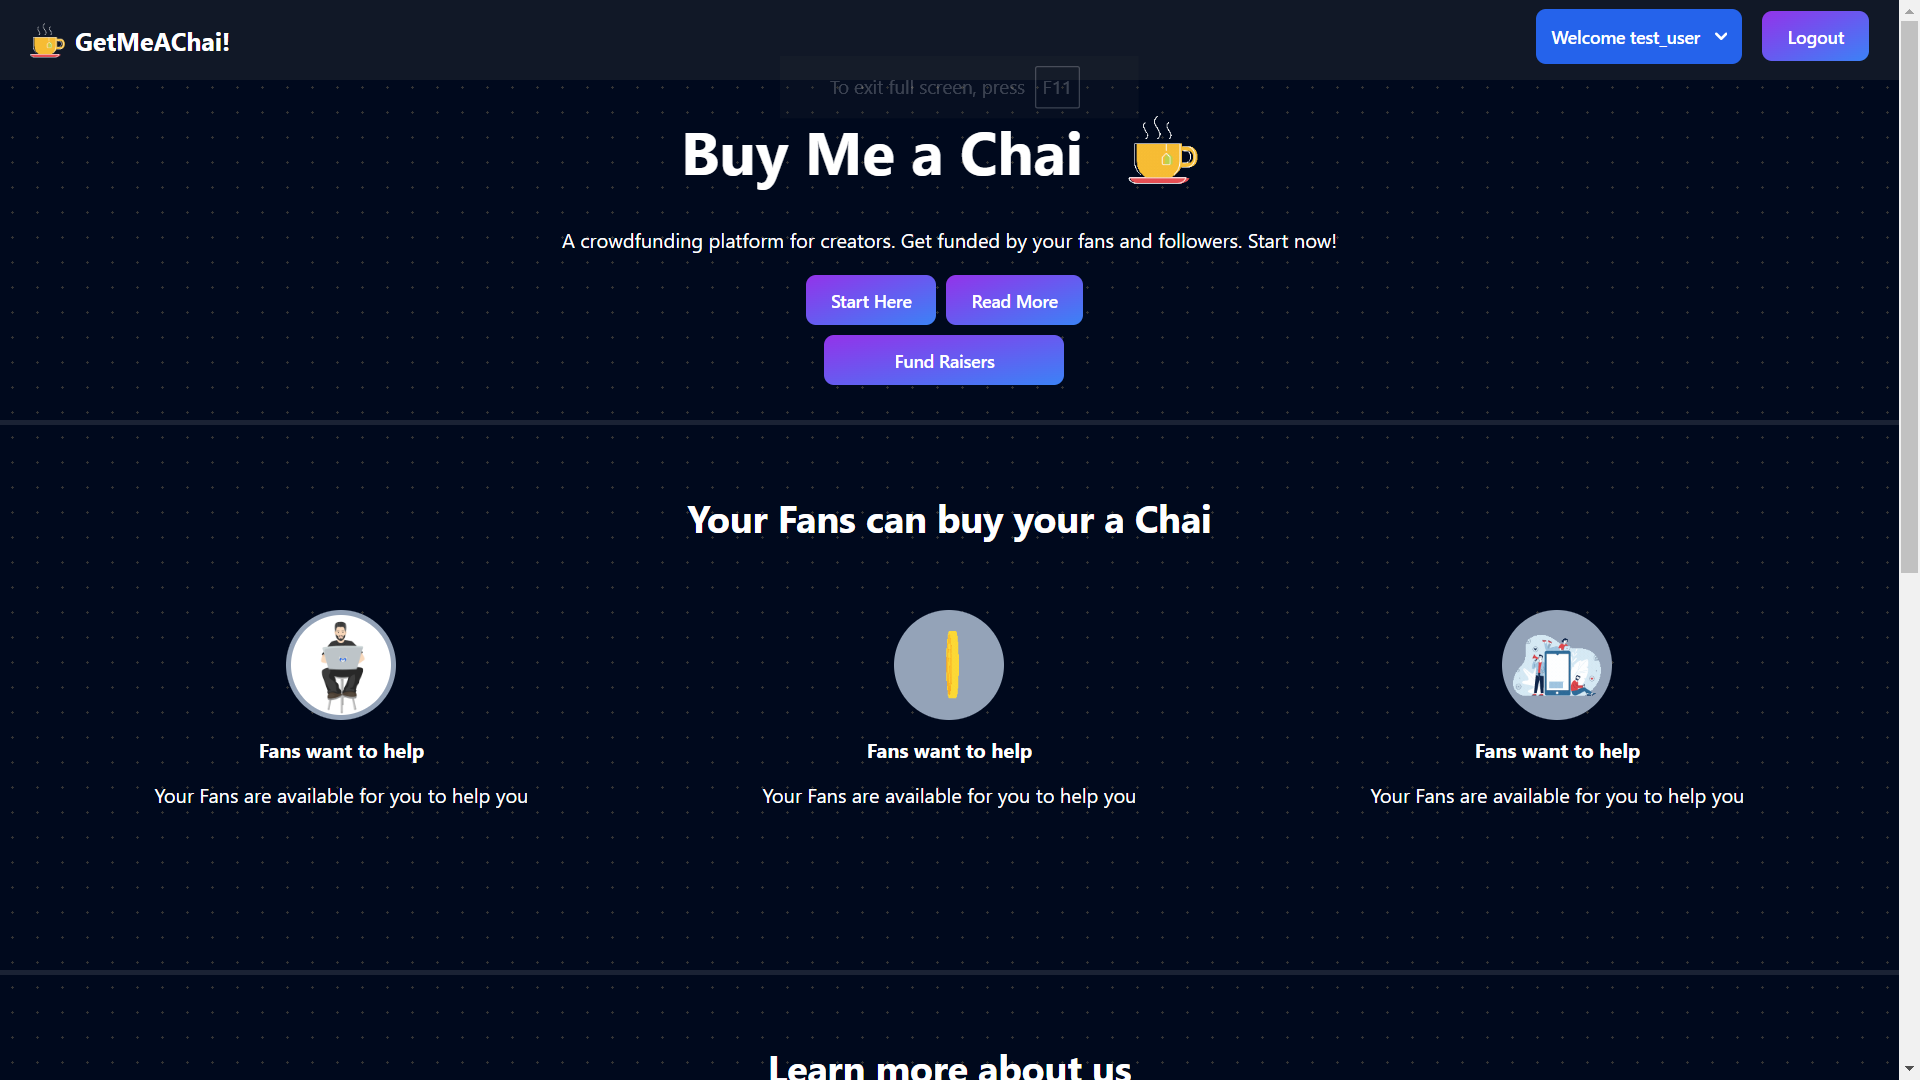 GetMeAChai!
Welcome test_user
Logout
To exit full screen, press F11
Buy Me a Chai
A crowdfunding platform for creators. Get funded by your fans and followers. Start now!
Start Here
Read More
Fund Raisers
Your Fans can buy your a Chai
Fans want to help
Your Fans are available for you to help you
Fans want to help
Your Fans are available for you to help you
Fans want to help
Your Fans are available for you to help you
Learn more about us